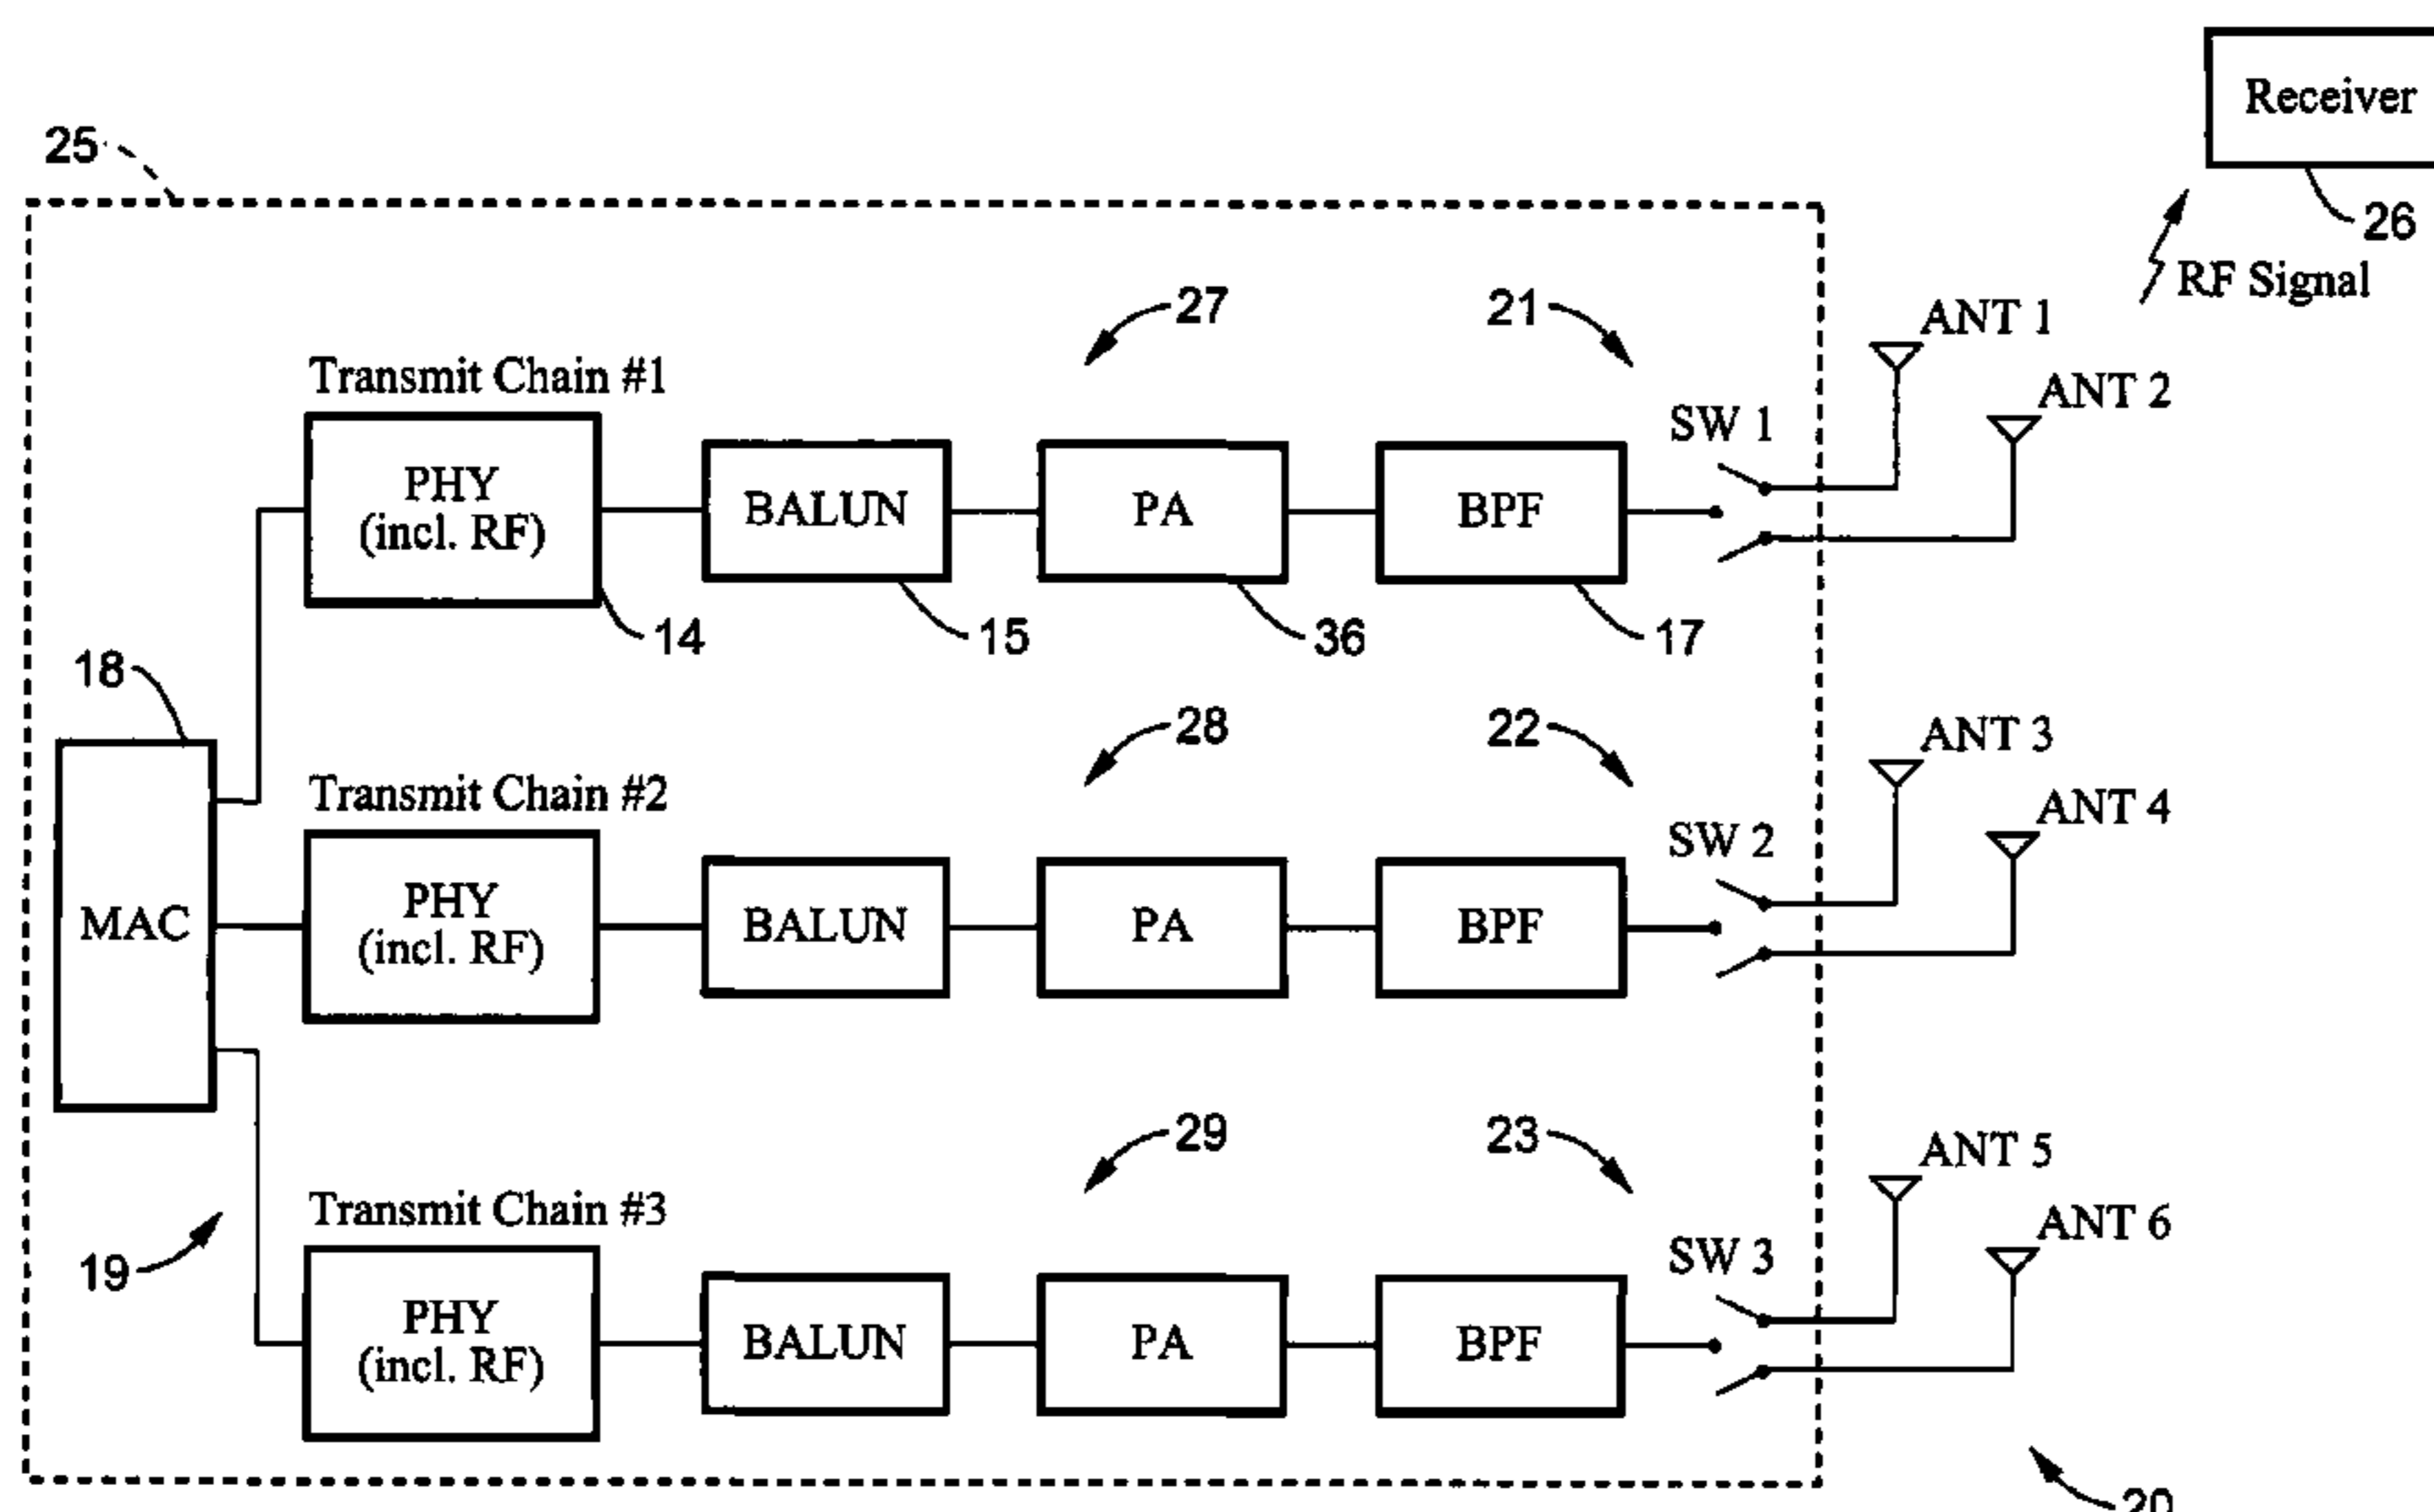 Receiver
26
RF Signal
25
27
21
ANT 1
ANT 2
Transmit Chain #1
SW 1
PHY
(incl. RF)
BALUN
PA
BPF
14
15
36
17
18
28
22
ANT 3
ANT 4
Transmit Chain #2
SW 2
MAC
PHY
(incl. RF)
BALUN
PA
BPF
29
23
ANT 5
ANT 6
Transmit Chain #3
SW 3
19
PHY
(incl. RF)
BALUN
PA
BPF
20